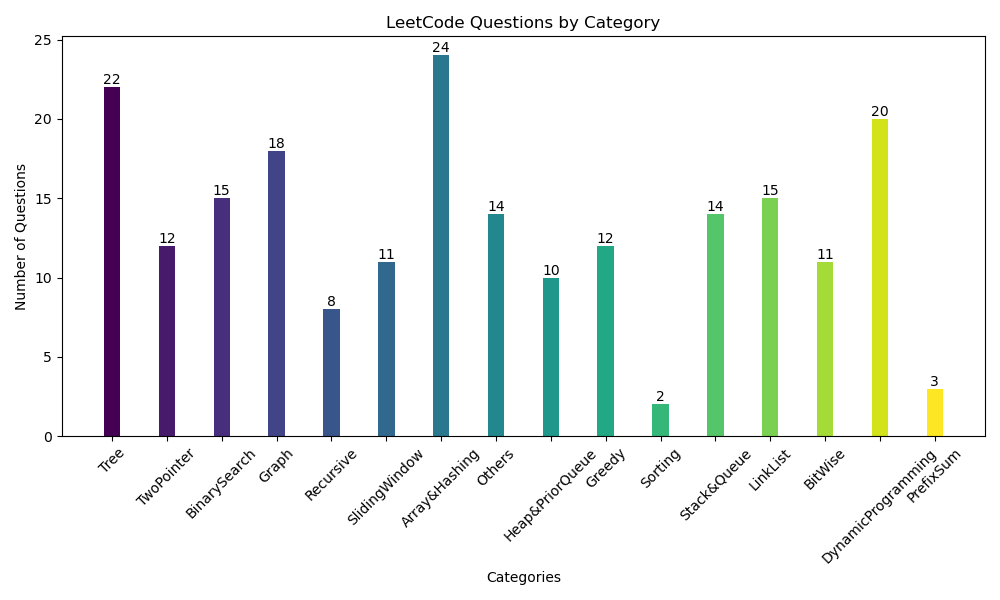 LeetCode Questions by Category
Number of Questions
25
20
15
10
5
0
22
12
15
18
8
11
24
14
10
12
2
14
15
11
20
3
Tree
TwoPointer
BinarySearch
Graph
Recursive
SlidingWindow
Array&Hashing
Others
Heap&PriorQueue
Greedy
Sorting
Stack&Queue
LinkList
BitWise
DynamicProgramming
PrefixSum
Categories